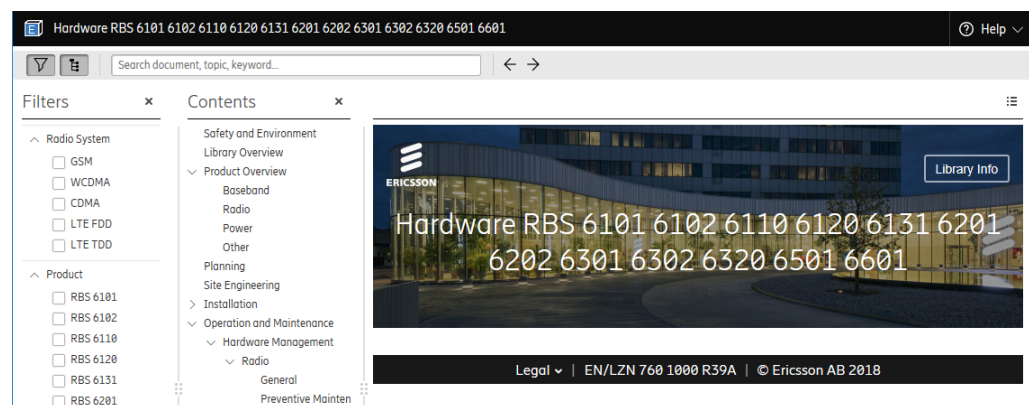 Hardware RBS 6101 6102 6110 6120 6131 6201 6202 6301 6302 6320 6501 6601
Help
Search document, topic, keyword...
Filters
Radio System
GSM
WCDMA
CDMA
LTE FDD
LTE TDD
Product
RBS 6101
RBS 6102
RBS 6110
RBS 6120
RBS 6131
RBS 6201
Contents
Safety and Environment
Library Overview
Product Overview
Baseband
Radio
Power
Other
Planning
Site Engineering
Installation
Operation and Maintenance
Hardware Management
Radio
General
Preventive Mainten
ERICSSON
Library Info
Hardware RBS 6101 6102 6110 6120 6131 6201
6202 6301 6302 6320 6501 6601
Legal | EN/LZN 760 1000 R39A | © Ericsson AB 2018